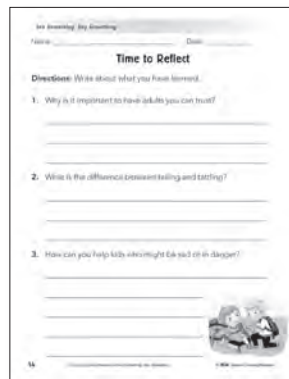 Name: Date:
Time to Reflect
Directions: Write about what you have learned.
1. Why is it important to have adults you can trust?
2. What is the difference between telling and tattling?
3. How can you help kids who might be sad or in danger?